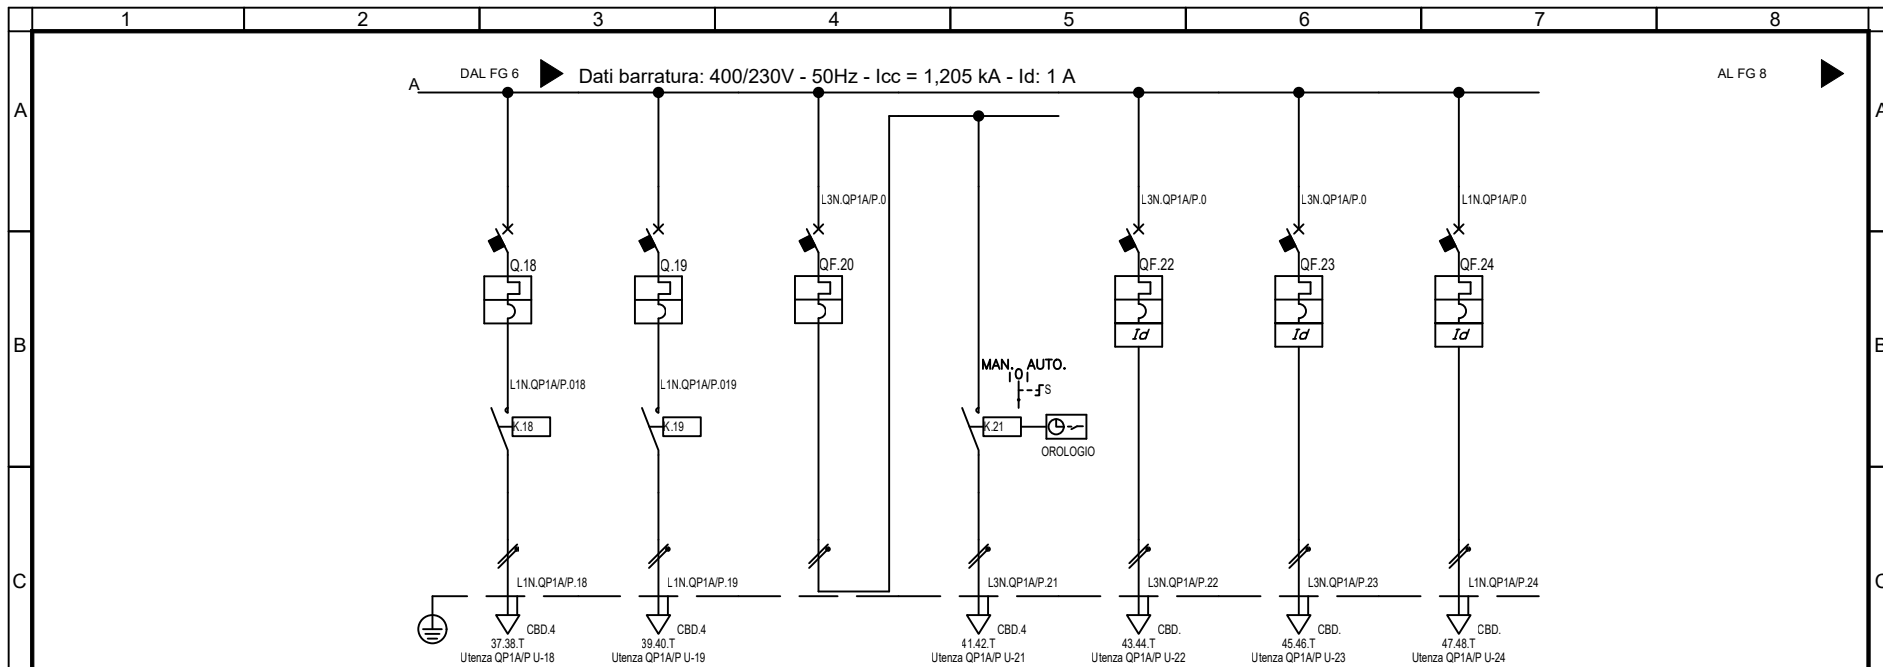 1 2 3 4 5 6 7 8
DAL FG 6 Dati barratura: 400/230V - 50Hz - Icc = 1,205 kA - Id: 1 A AL FG 8
A
A A
L3N.QP1A/P.0 L3N.QP1A/P.0 L3N.QP1A/P.0 L1N.QP1A/P.0
Q.18 Q.19 QF.20 QF.22 QF.23 QF.24
Id Id Id
B B
MAN. 0 AUTO.
S
L1N.QP1A/P.018 L1N.QP1A/P.019
K.18 K.19 K.21
OROLOGIO
C C
L1N.QP1A/P.18 L1N.QP1A/P.19 L3N.QP1A/P.21 L3N.QP1A/P.22 L3N.QP1A/P.23 L1N.QP1A/P.24
CBD.4 CBD.4 CBD.4 CBD. CBD. CBD.
37.38.T 39.40.T 41.42.T 43.44.T 45.46.T 47.48.T
Utenza QP1A/P U-18 Utenza QP1A/P U-19 Utenza QP1A/P U-21 Utenza QP1A/P U-22 Utenza QP1A/P U-23 Utenza QP1A/P U-24